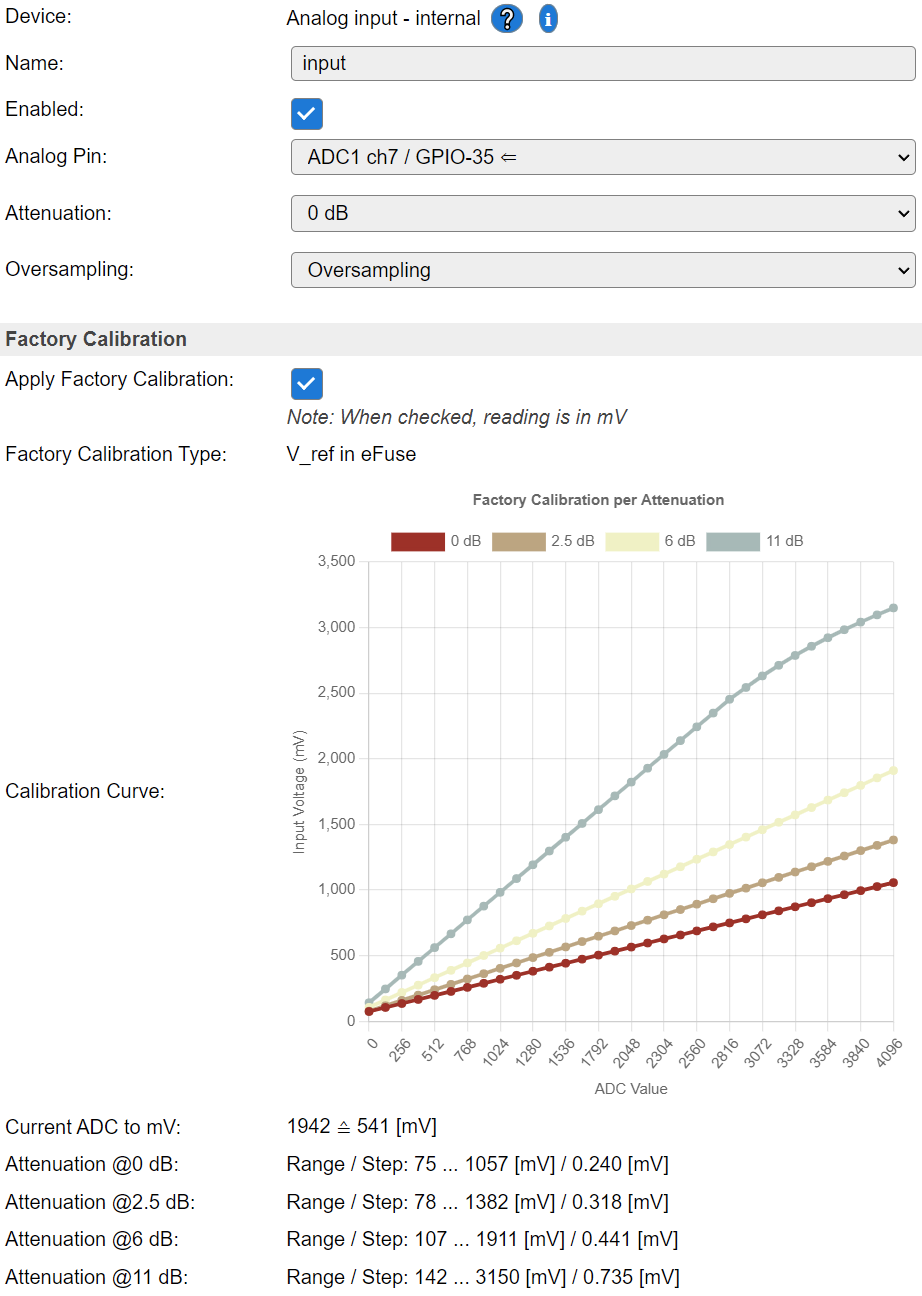 Device: Analog input - internal ? i
Name: input
Enabled:
Analog Pin: ADC1 ch7 / GPIO-35 ⇐
Attenuation: 0 dB
Oversampling: Oversampling
Factory Calibration
Apply Factory Calibration:
Note: When checked, reading is in mV
Factory Calibration Type: V_ref in eFuse
Factory Calibration per Attenuation
0 dB 2.5 dB 6 dB 11 dB
3,500
3,000
2,500
2,000
1,500
1,000
500
0
Input Voltage (mV)
Calibration Curve:
0 256 512 768 1024 1280 1536 1792 2048 2304 2560 2816 3072 3328 3584 3840 4096
ADC Value
Current ADC to mV: 1942 ≙ 541 [mV]
Attenuation @0 dB: Range / Step: 75 ... 1057 [mV] / 0.240 [mV]
Attenuation @2.5 dB: Range / Step: 78 ... 1382 [mV] / 0.318 [mV]
Attenuation @6 dB: Range / Step: 107 ... 1911 [mV] / 0.441 [mV]
Attenuation @11 dB: Range / Step: 142 ... 3150 [mV] / 0.735 [mV]